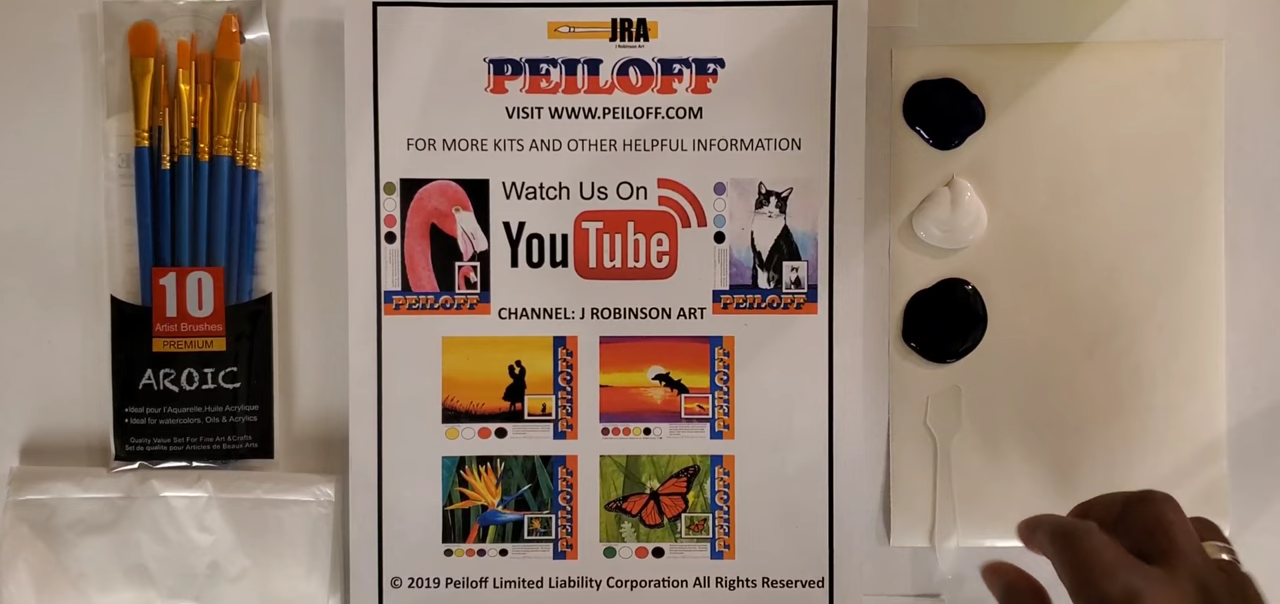 10
Artist Brushes
PREMIUM
AROIC
•Ideal pour l'Aquarelle,Huile Acrylique
•Ideal for watercolors, Oils & Acrylics
Quality Value Set For Fine Art &Crafts
Set de qualite pour Articles de Beaux Arts
JRA
J Robinson Art
PEILOFF
VISIT WWW.PEILOFF.COM
FOR MORE KITS AND OTHER HELPFUL INFORMATION
Watch Us On
YouTube
PEILOFF
PEILOFF
CHANNEL: J ROBINSON ART
PEILOFF
PEILOFF
PEILOFF
PEILOFF
© 2019 Peiloff Limited Liability Corporation All Rights Reserved